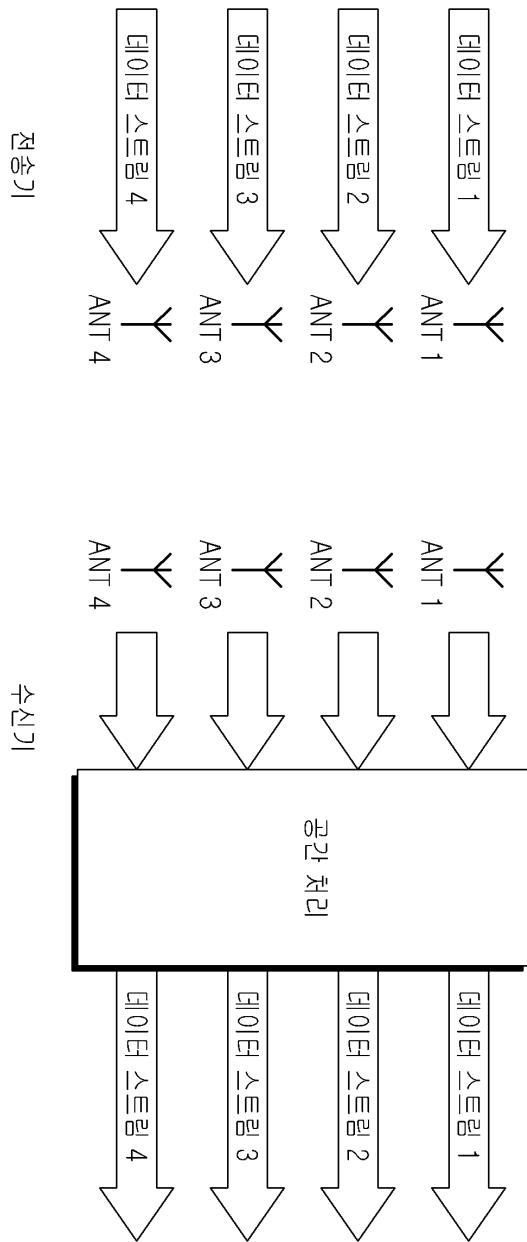 데이터 스트림 1
데이터 스트림 2
데이터 스트림 3
데이터 스트림 4
ANT 1
ANT 2
ANT 3
ANT 4
전송기
ANT 1
ANT 2
ANT 3
ANT 4
수신기
공간 처리
데이터 스트림 1
데이터 스트림 2
데이터 스트림 3
데이터 스트림 4